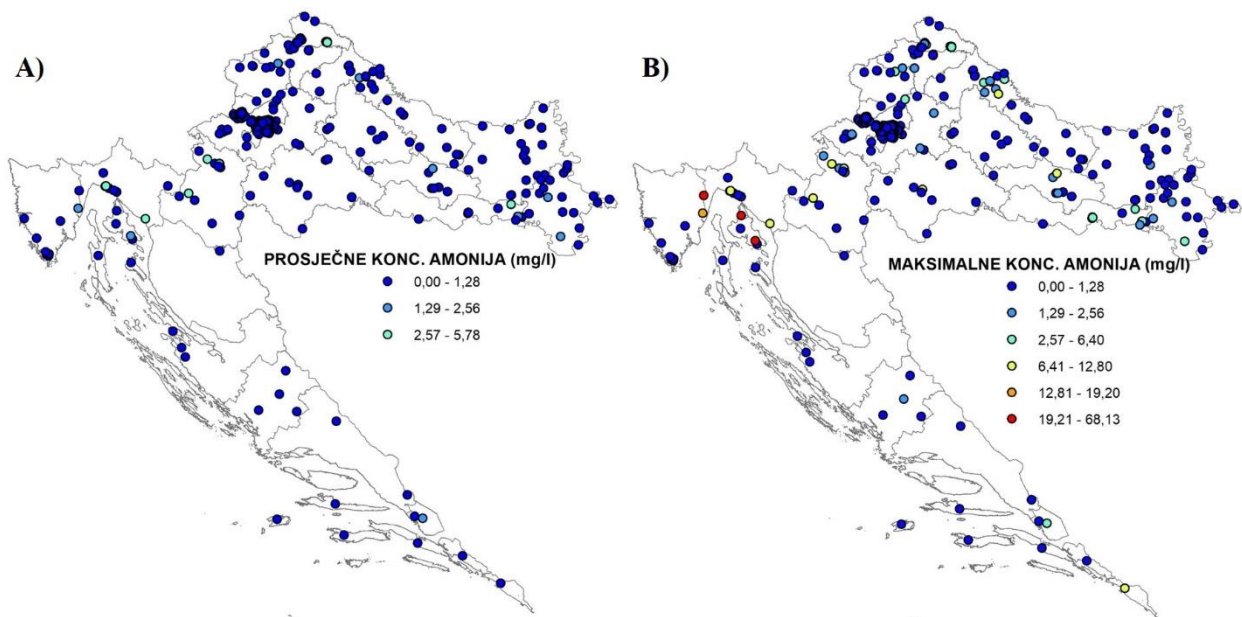 A)
PROSJEČNE KONC. AMONIJA (mg/l)
0,00 - 1,28
1,29 - 2,56
2,57 - 5,78
B)
MAKSIMALNE KONC. AMONIJA (mg/l)
0,00 - 1,28
1,29 - 2,56
2,57 - 6,40
6,41 - 12,80
12,81 - 19,20
19,21 - 68,13